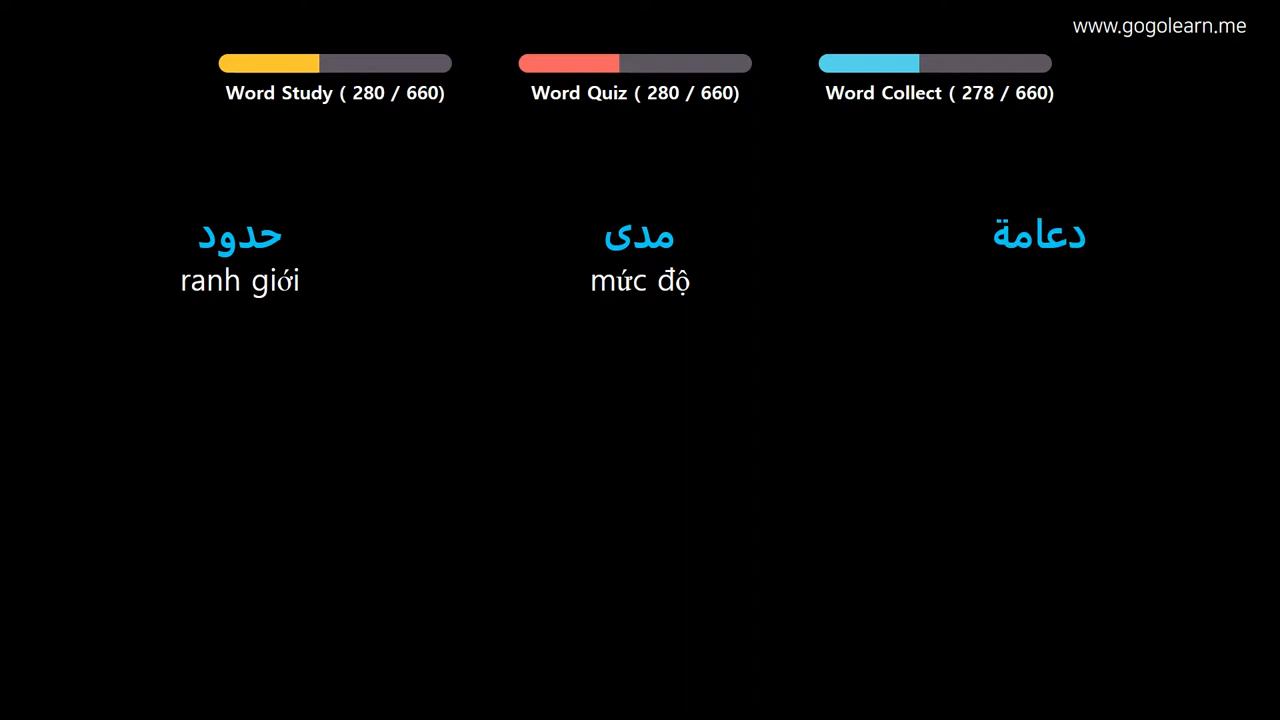 www.gogolearn.me
Word Study ( 280 / 660)
Word Quiz ( 280 / 660)
Word Collect ( 278 / 660)
حدود
ranh giới
مدى
mức độ
دعامة